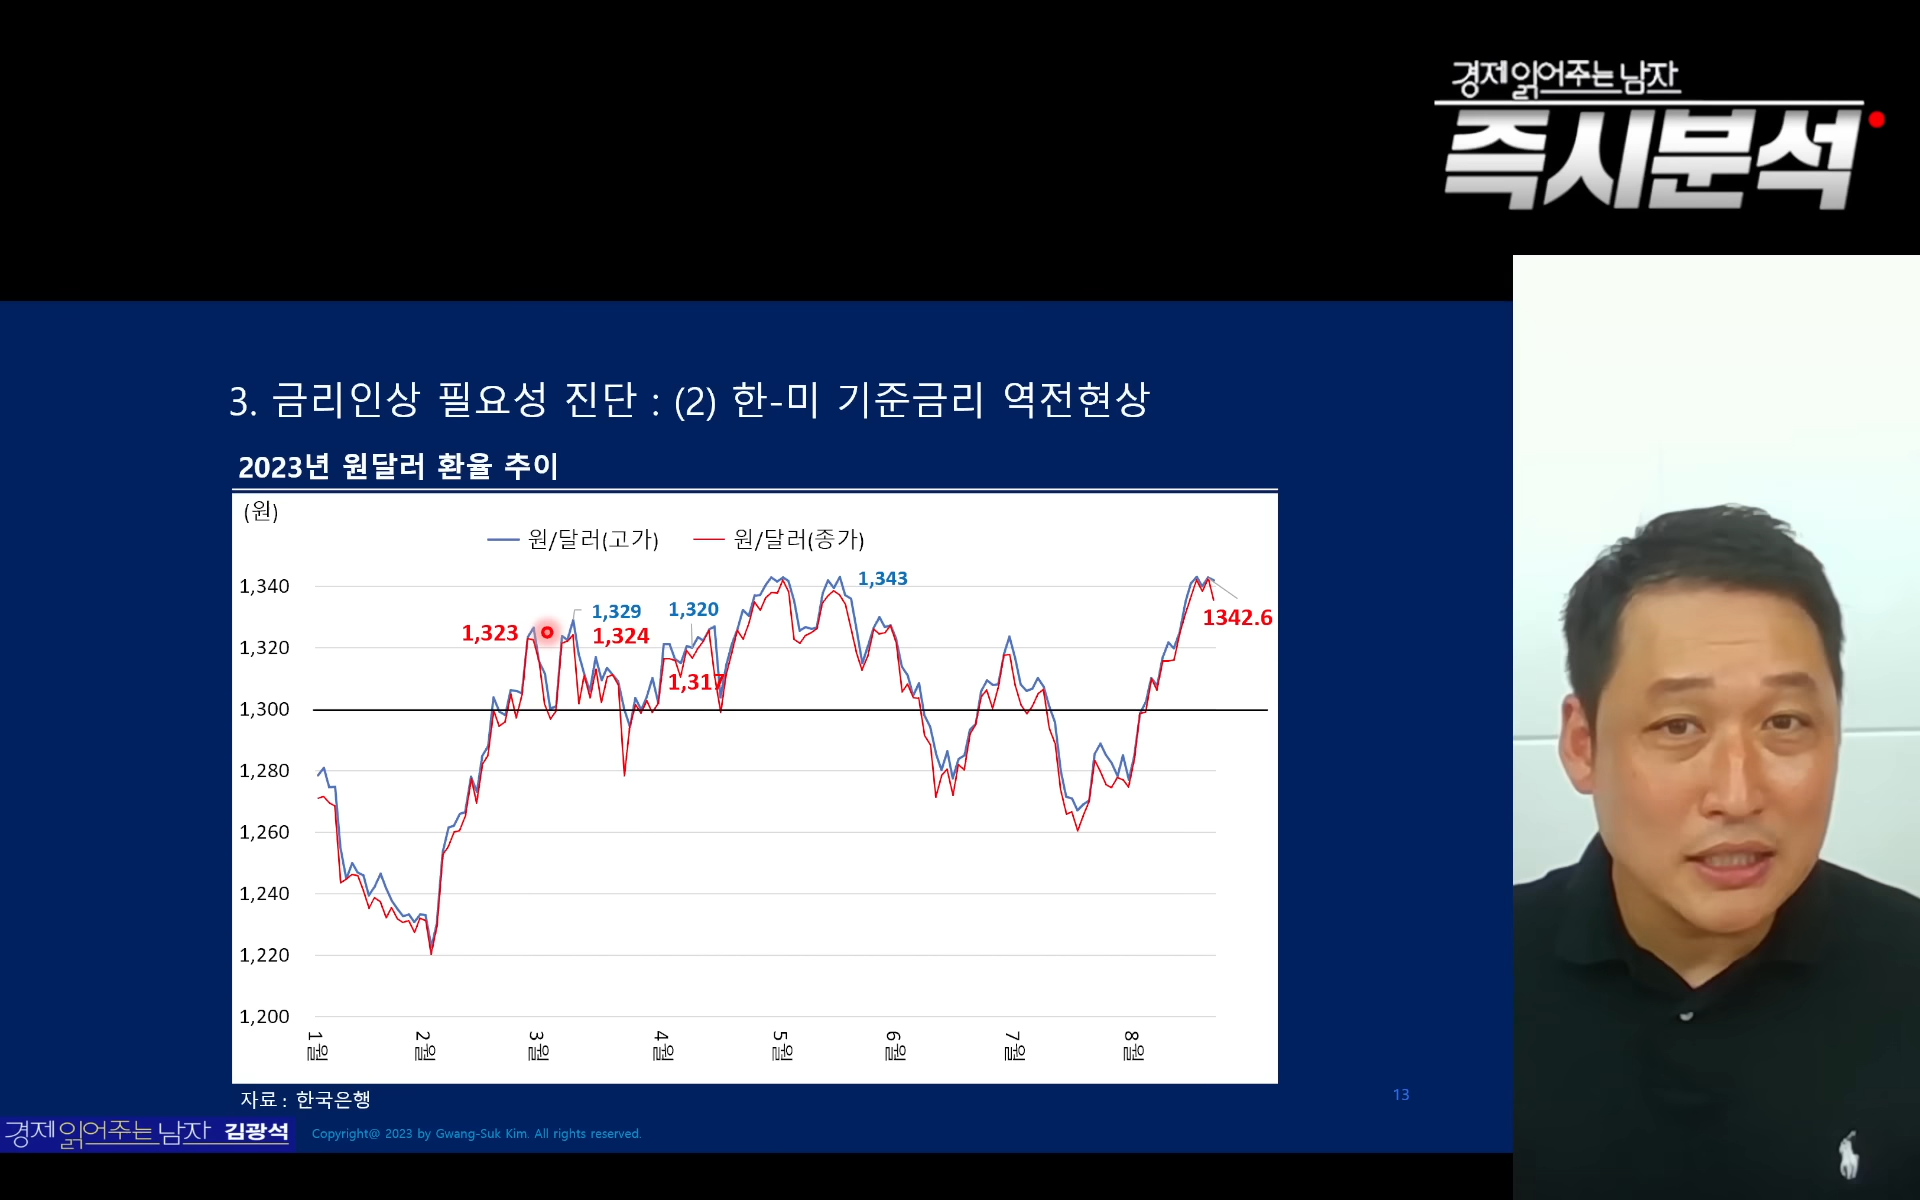 경제읽어주는남자
즉시분석
3. 금리인상 필요성 진단 : (2) 한-미 기준금리 역전현상
2023년 원달러 환율 추이
(원)
원/달러(고가) 원/달러(종가)
1,340
1,320
1,300
1,280
1,260
1,240
1,220
1,200
1,323
1,329
1,324
1,320
1,317
1,343
1342.6
1월 2월 3월 4월 5월 6월 7월 8월
자료 : 한국은행
13
경제읽어주는남자 김광석
Copyright@ 2023 by Gwang-Suk Kim. All rights reserved.